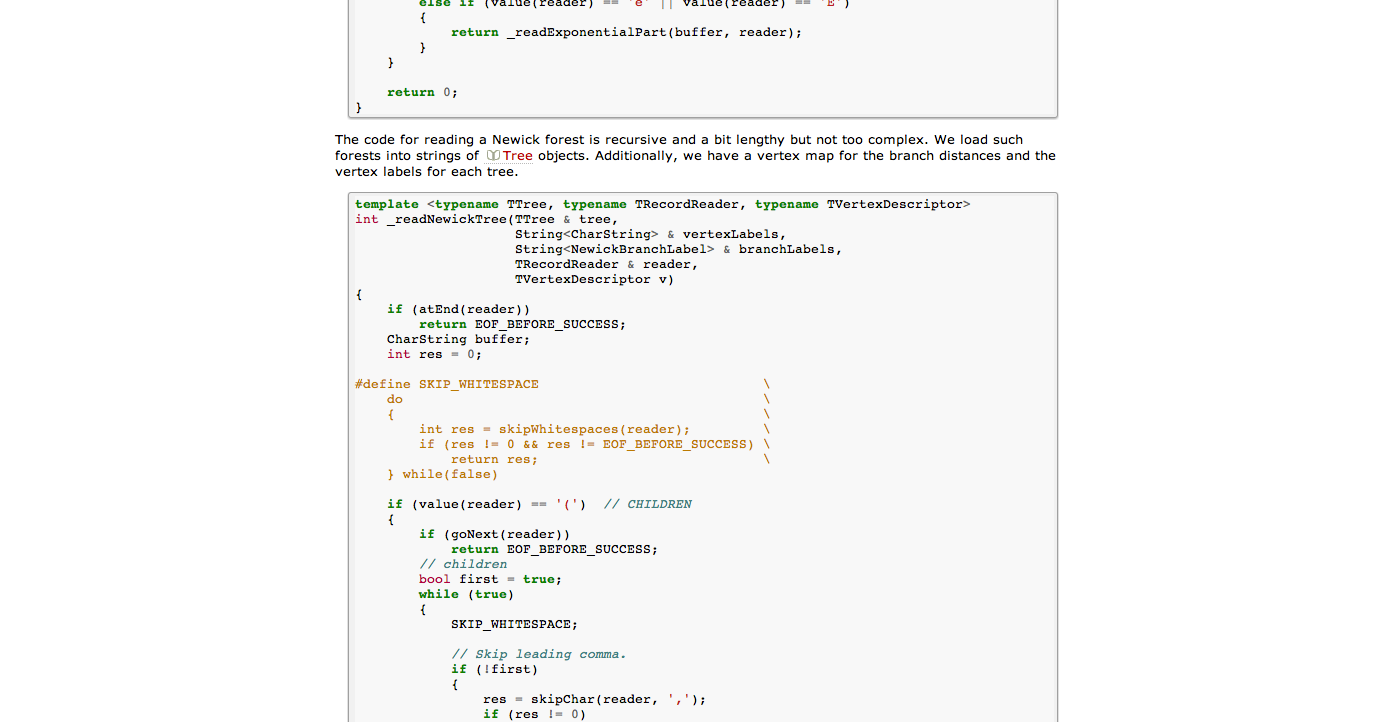 else if (value(reader) == 'e' || value(reader) == 'E')
{
return _readExponentialPart(buffer, reader);
}
}
return 0;
}
The code for reading a Newick forest is recursive and a bit lengthy but not too complex. We load such
forests into strings of Tree objects. Additionally, we have a vertex map for the branch distances and the
vertex labels for each tree.
template <typename TTree, typename TRecordReader, typename TVertexDescriptor>
int _readNewickTree(TTree & tree,
String<CharString> & vertexLabels,
String<NewickBranchLabel> & branchLabels,
TRecordReader & reader,
TVertexDescriptor v)
{
if (atEnd(reader))
return EOF_BEFORE_SUCCESS;
CharString buffer;
int res = 0;
#define SKIP_WHITESPACE \
do \
{ \
int res = skipWhitespaces(reader); \
if (res != 0 && res != EOF_BEFORE_SUCCESS) \
return res; \
} while(false)
if (value(reader) == '(') // CHILDREN
{
if (goNext(reader))
return EOF_BEFORE_SUCCESS;
// children
bool first = true;
while (true)
{
SKIP_WHITESPACE;
// Skip leading comma.
if (!first)
{
res = skipChar(reader, ',');
if (res != 0)